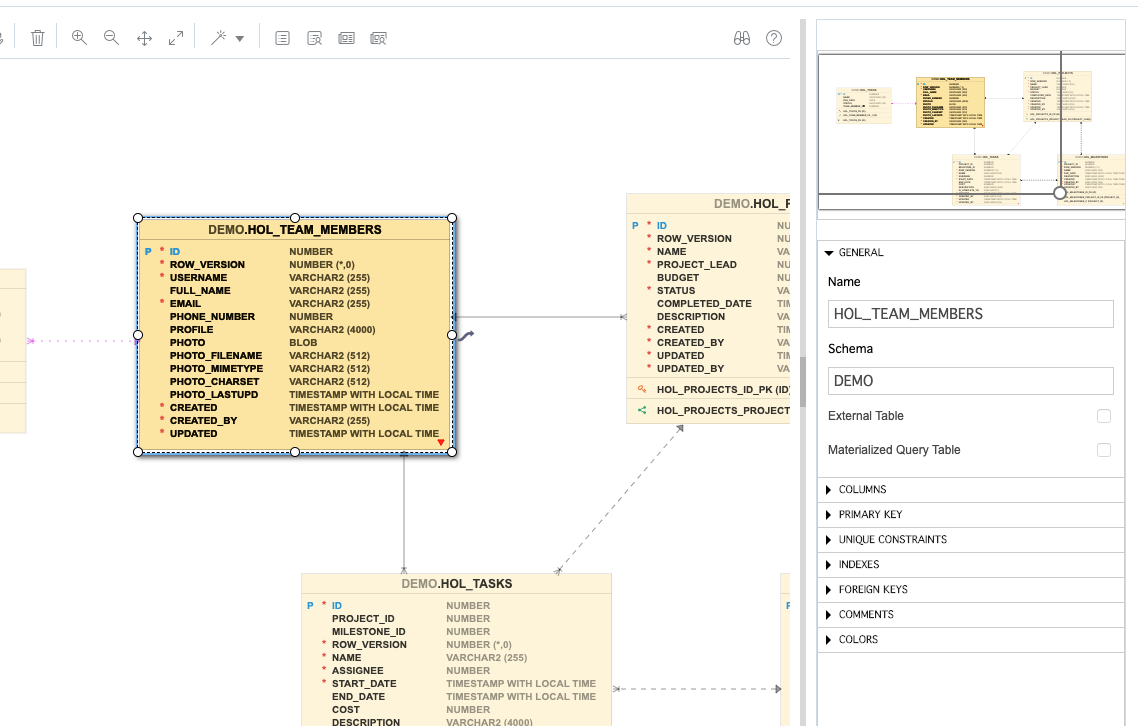 DEMO.HOL_TEAM_MEMBERS
P * ID NUMBER
* ROW_VERSION NUMBER (*,0)
* USERNAME VARCHAR2 (255)
FULL_NAME VARCHAR2 (255)
* EMAIL VARCHAR2 (255)
PHONE_NUMBER NUMBER
PROFILE VARCHAR2 (4000)
PHOTO BLOB
PHOTO_FILENAME VARCHAR2 (512)
PHOTO_MIMETYPE VARCHAR2 (512)
PHOTO_CHARSET VARCHAR2 (512)
PHOTO_LASTUPD TIMESTAMP WITH LOCAL TIME
* CREATED TIMESTAMP WITH LOCAL TIME
* CREATED_BY VARCHAR2 (255)
* UPDATED TIMESTAMP WITH LOCAL TIME
DEMO.HOL_P
P * ID NU
* ROW_VERSION NU
* NAME VA
* PROJECT_LEAD NU
BUDGET NU
* STATUS VA
COMPLETED_DATE TIM
DESCRIPTION VA
* CREATED TIM
* CREATED_BY VA
* UPDATED TIM
* UPDATED_BY VA
HOL_PROJECTS_ID_PK (ID)
HOL_PROJECTS_PROJECT
DEMO.HOL_TASKS
P * ID NUMBER
PROJECT_ID NUMBER
MILESTONE_ID NUMBER
* ROW_VERSION NUMBER (*,0)
* NAME VARCHAR2 (255)
* ASSIGNEE NUMBER
* START_DATE TIMESTAMP WITH LOCAL TIME
END_DATE TIMESTAMP WITH LOCAL TIME
COST NUMBER
DESCRIPTION VARCHAR2 (4000)
P
GENERAL
Name
HOL_TEAM_MEMBERS
Schema
DEMO
External Table
Materialized Query Table
COLUMNS
PRIMARY KEY
UNIQUE CONSTRAINTS
INDEXES
FOREIGN KEYS
COMMENTS
COLORS